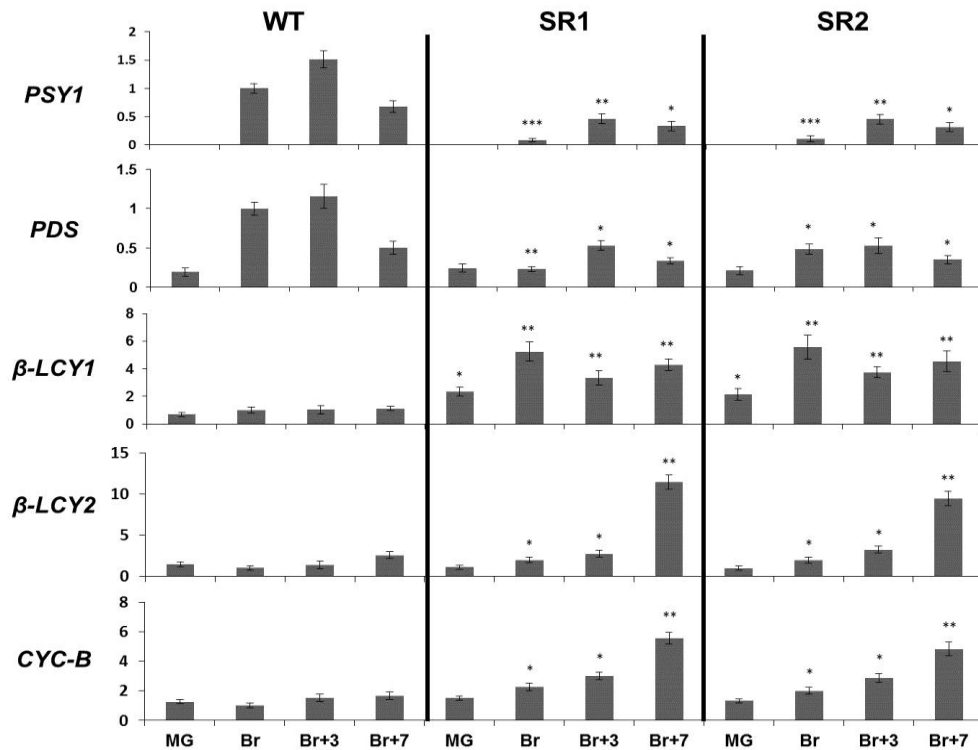 WT SR1 SR2
PSY1
2
1.5
1
0.5
0
*** ** * *** ** *
PDS
1.5
1
0.5
0
** * * * * *
β-LCY1
8
6
4
2
0
* ** ** ** * ** ** **
β-LCY2
15
10
5
0
* * ** * * **
CYC-B
8
6
4
2
0
* * ** * * **
MG Br Br+3 Br+7 MG Br Br+3 Br+7 MG Br Br+3 Br+7